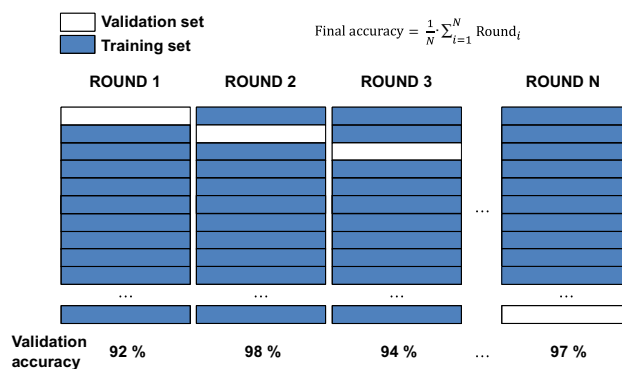 Validation set
Training set
Final accuracy = 1/N · ∑_{i=1}^{N} Round_i
ROUND 1 ROUND 2 ROUND 3 ROUND N
...
... ... ... ...
Validation accuracy 92 % 98 % 94 % ... 97 %